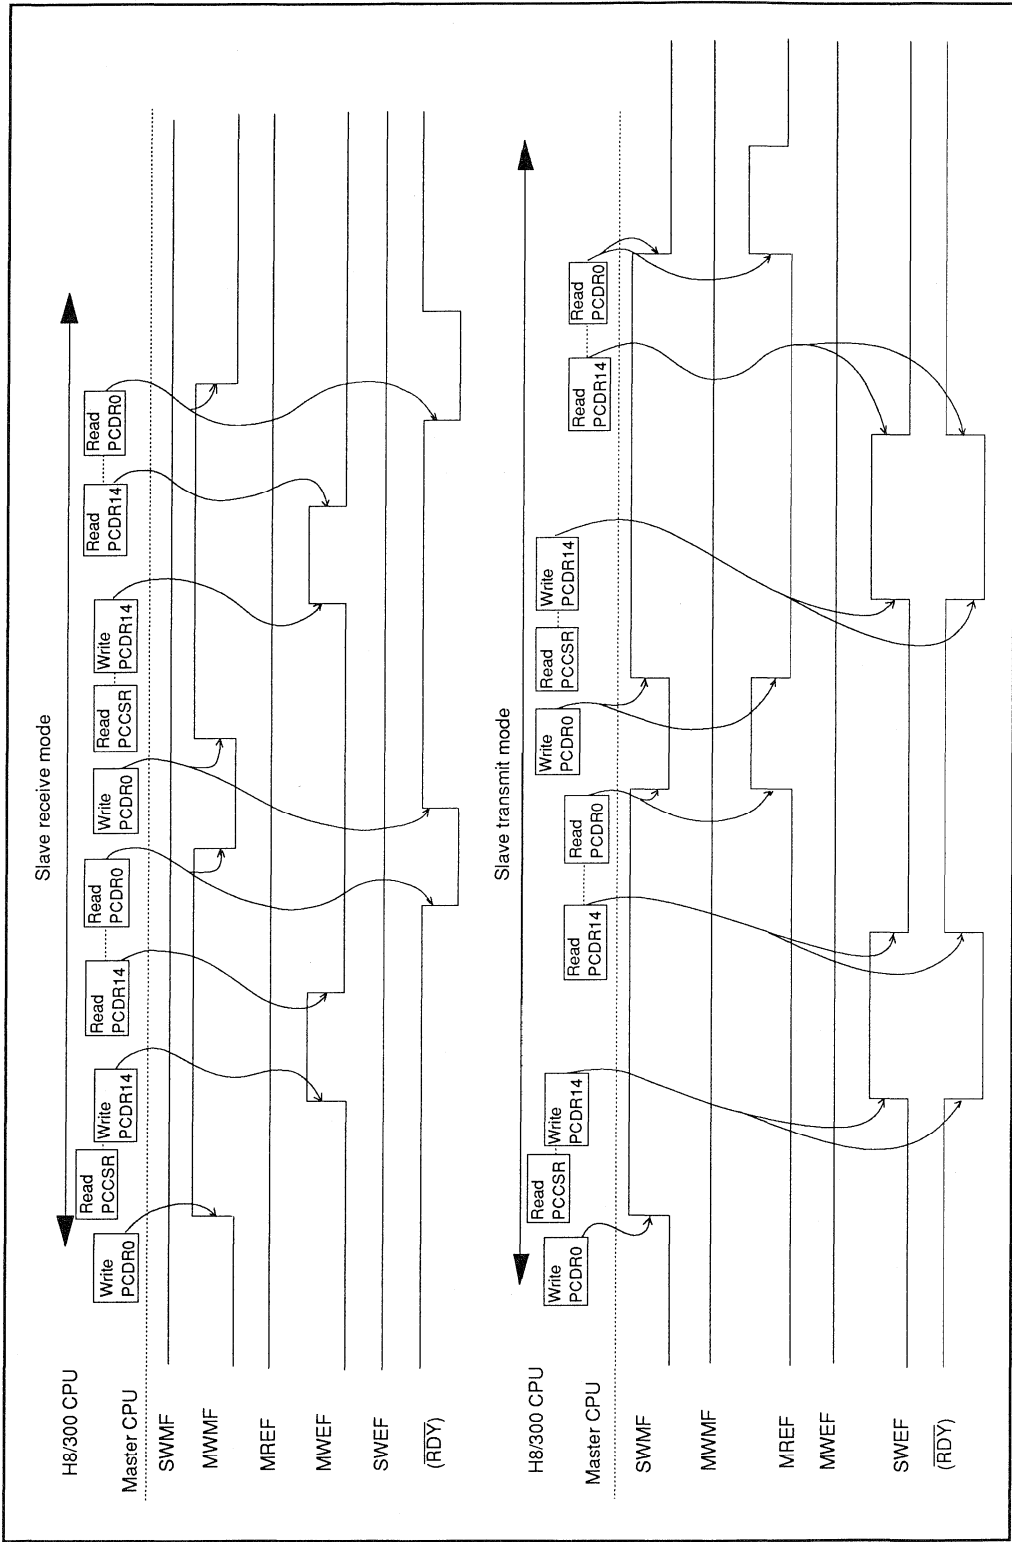 Slave receive mode
H8/300 CPU
Write
PCDR0
Read
PCCSR
Write
PCDR14
Read
PCDR14
Read
PCDR0
Write
PCDR0
Read
PCCSR
Write
PCDR14
Read
PCDR14
Read
PCDR0
Master CPU
SWMF
MWMF
MREF
MWEF
SWEF
(RDY)
Slave transmit mode
H8/300 CPU
Write
PCDR0
Read
PCCSR
Write
PCDR14
Read
PCDR14
Read
PCDR0
Write
PCDR0
Read
PCCSR
Write
PCDR14
Read
PCDR14
Read
PCDR0
Master CPU
SWMF
MWMF
MREF
MWEF
SWEF
(RDY)